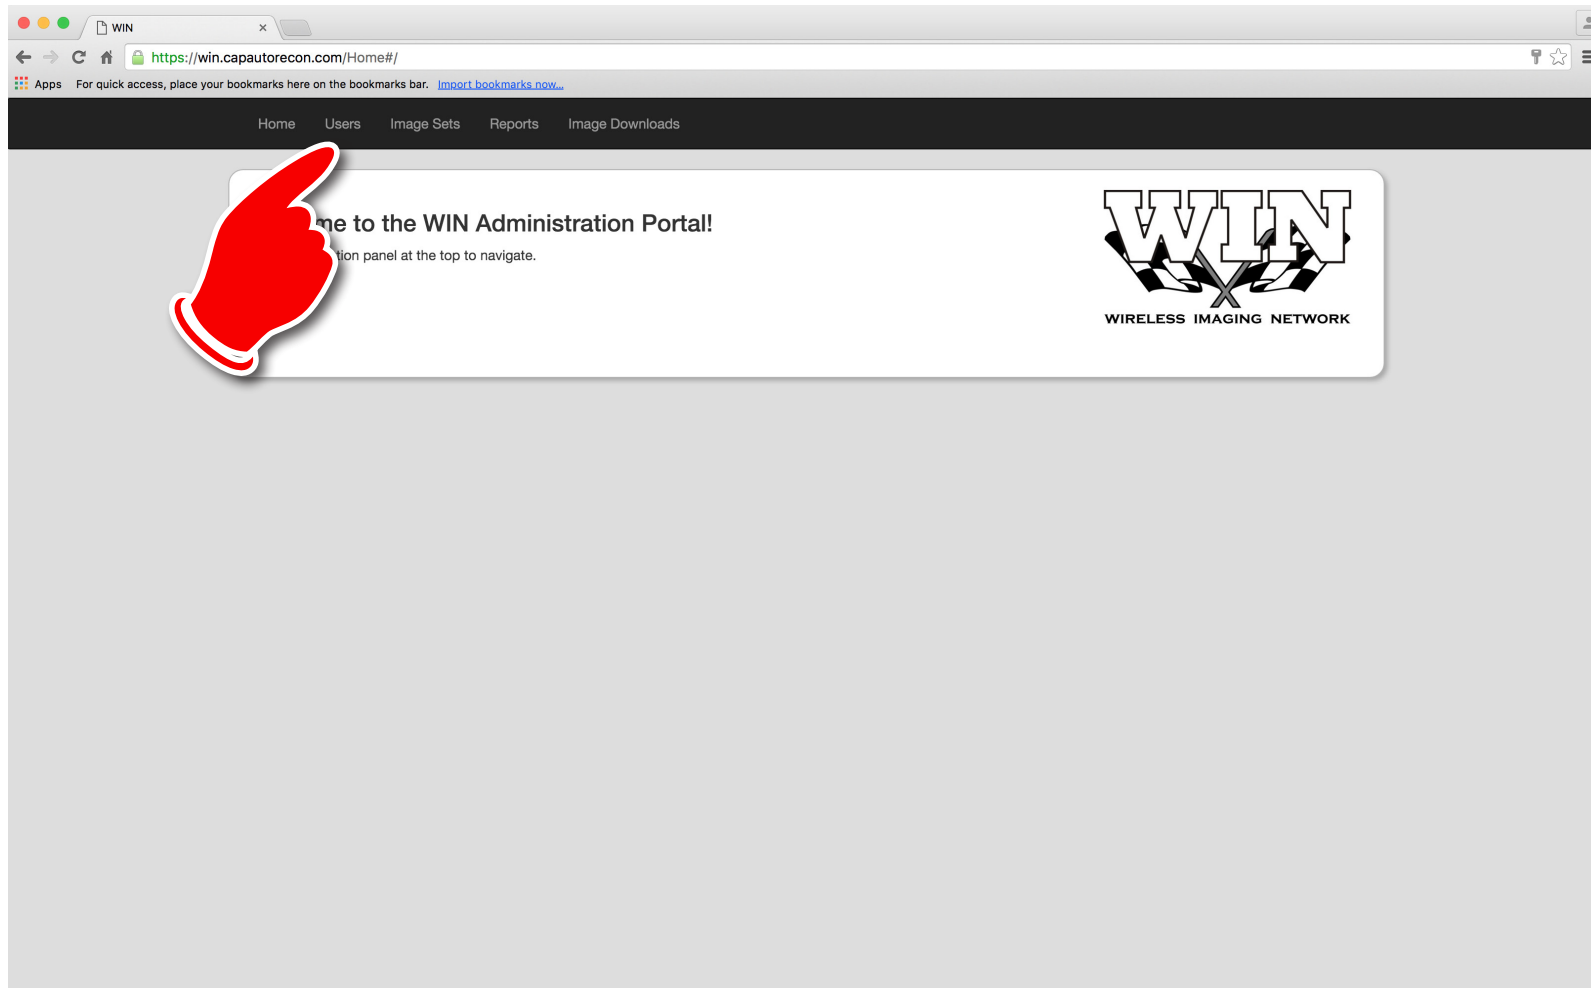 WIN
https://win.capautorecon.com/Home#/
Apps For quick access, place your bookmarks here on the bookmarks bar. Import bookmarks now...
Home Users Image Sets Reports Image Downloads
to the WIN Administration Portal!
panel at the top to navigate.
WIN
WIRELESS IMAGING NETWORK